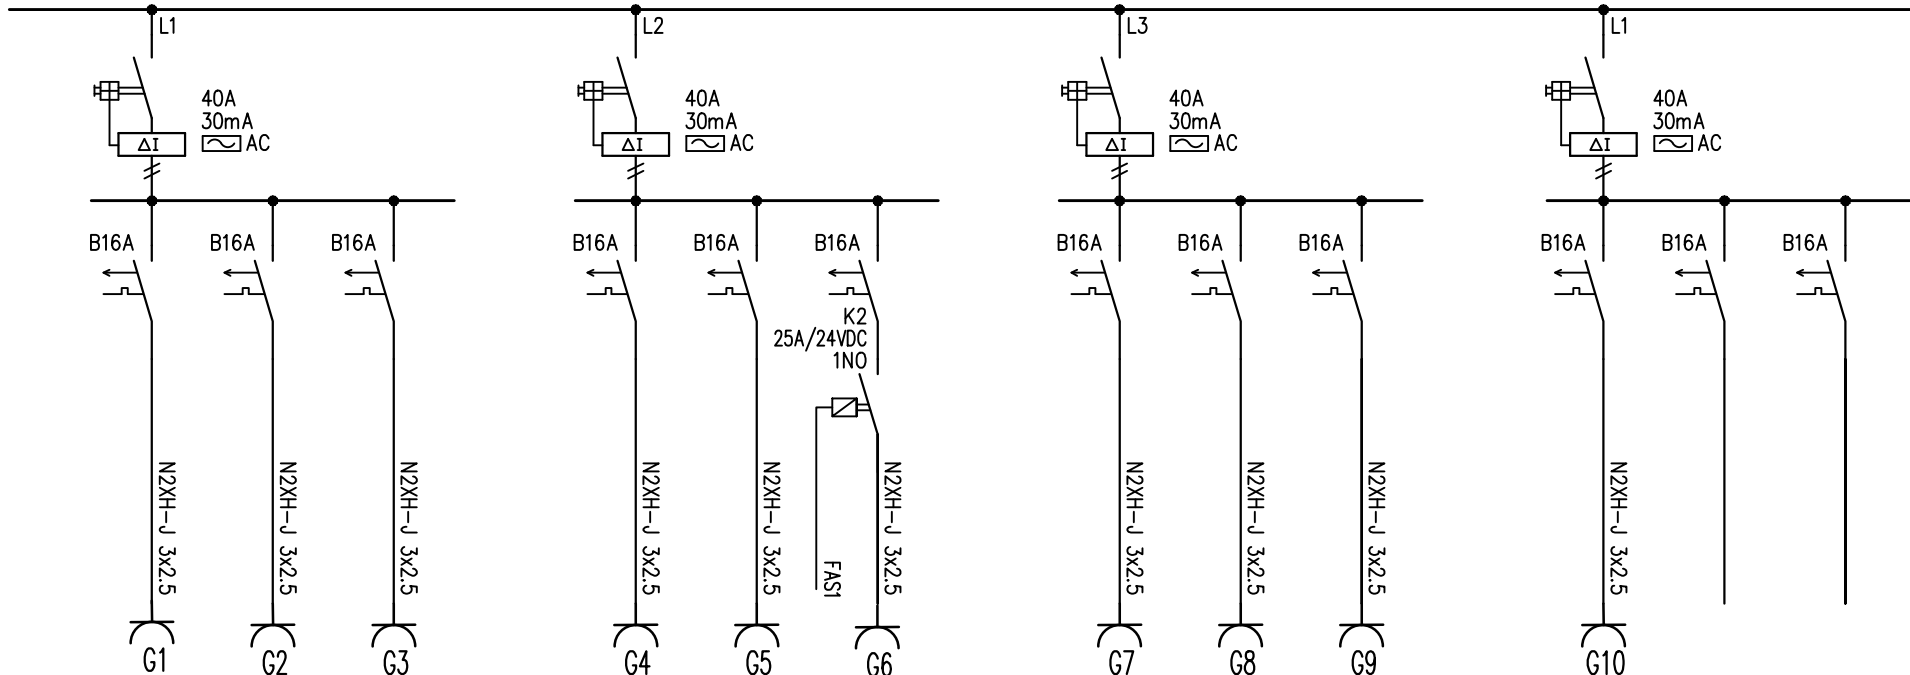 L1
L2
L3
L1
40A
30mA
AC
40A
30mA
AC
40A
30mA
AC
40A
30mA
AC
ΔI
ΔI
ΔI
ΔI
B16A
B16A
B16A
B16A
B16A
B16A
B16A
B16A
B16A
B16A
B16A
B16A
K2
25A/24VDC
1NO
N2XH-J 3x2.5
N2XH-J 3x2.5
N2XH-J 3x2.5
N2XH-J 3x2.5
N2XH-J 3x2.5
FAS1
N2XH-J 3x2.5
N2XH-J 3x2.5
N2XH-J 3x2.5
N2XH-J 3x2.5
N2XH-J 3x2.5
G1
G2
G3
G4
G5
G6
G7
G8
G9
G10